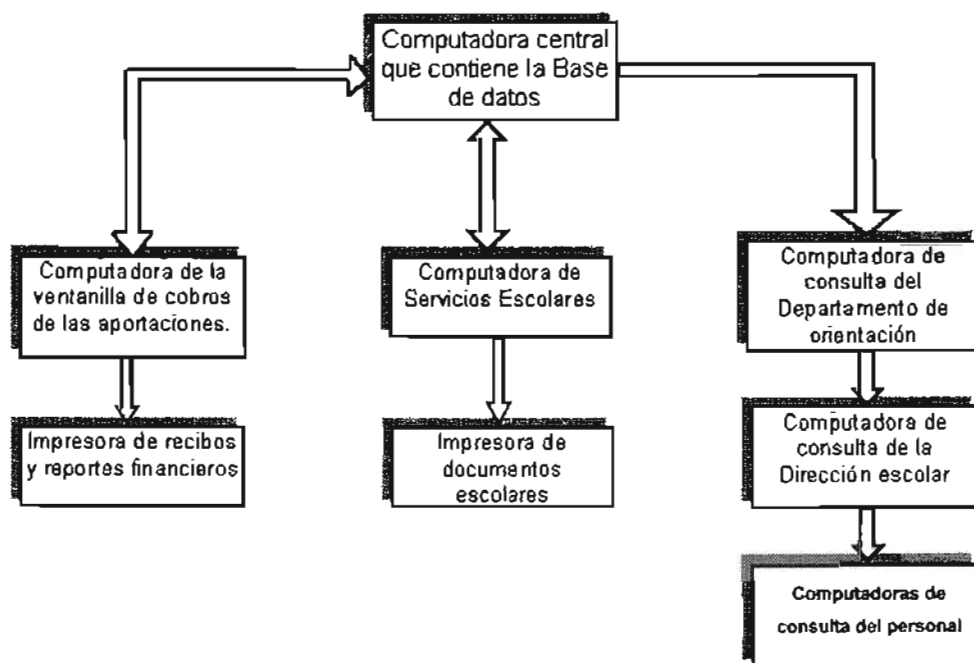 Computadora central
que contiene la Base
de datos
Computadora de la
ventanilla de cobros
de las aportaciones.
Computadora de
Servicios Escolares
Computadora de
consulta del
Departamento de
orientación
Impresora de recibos
y reportes financieros
Impresora de
documentos
escolares
Computadora de
consulta de la
Dirección escolar
Computadoras de
consulta del personal